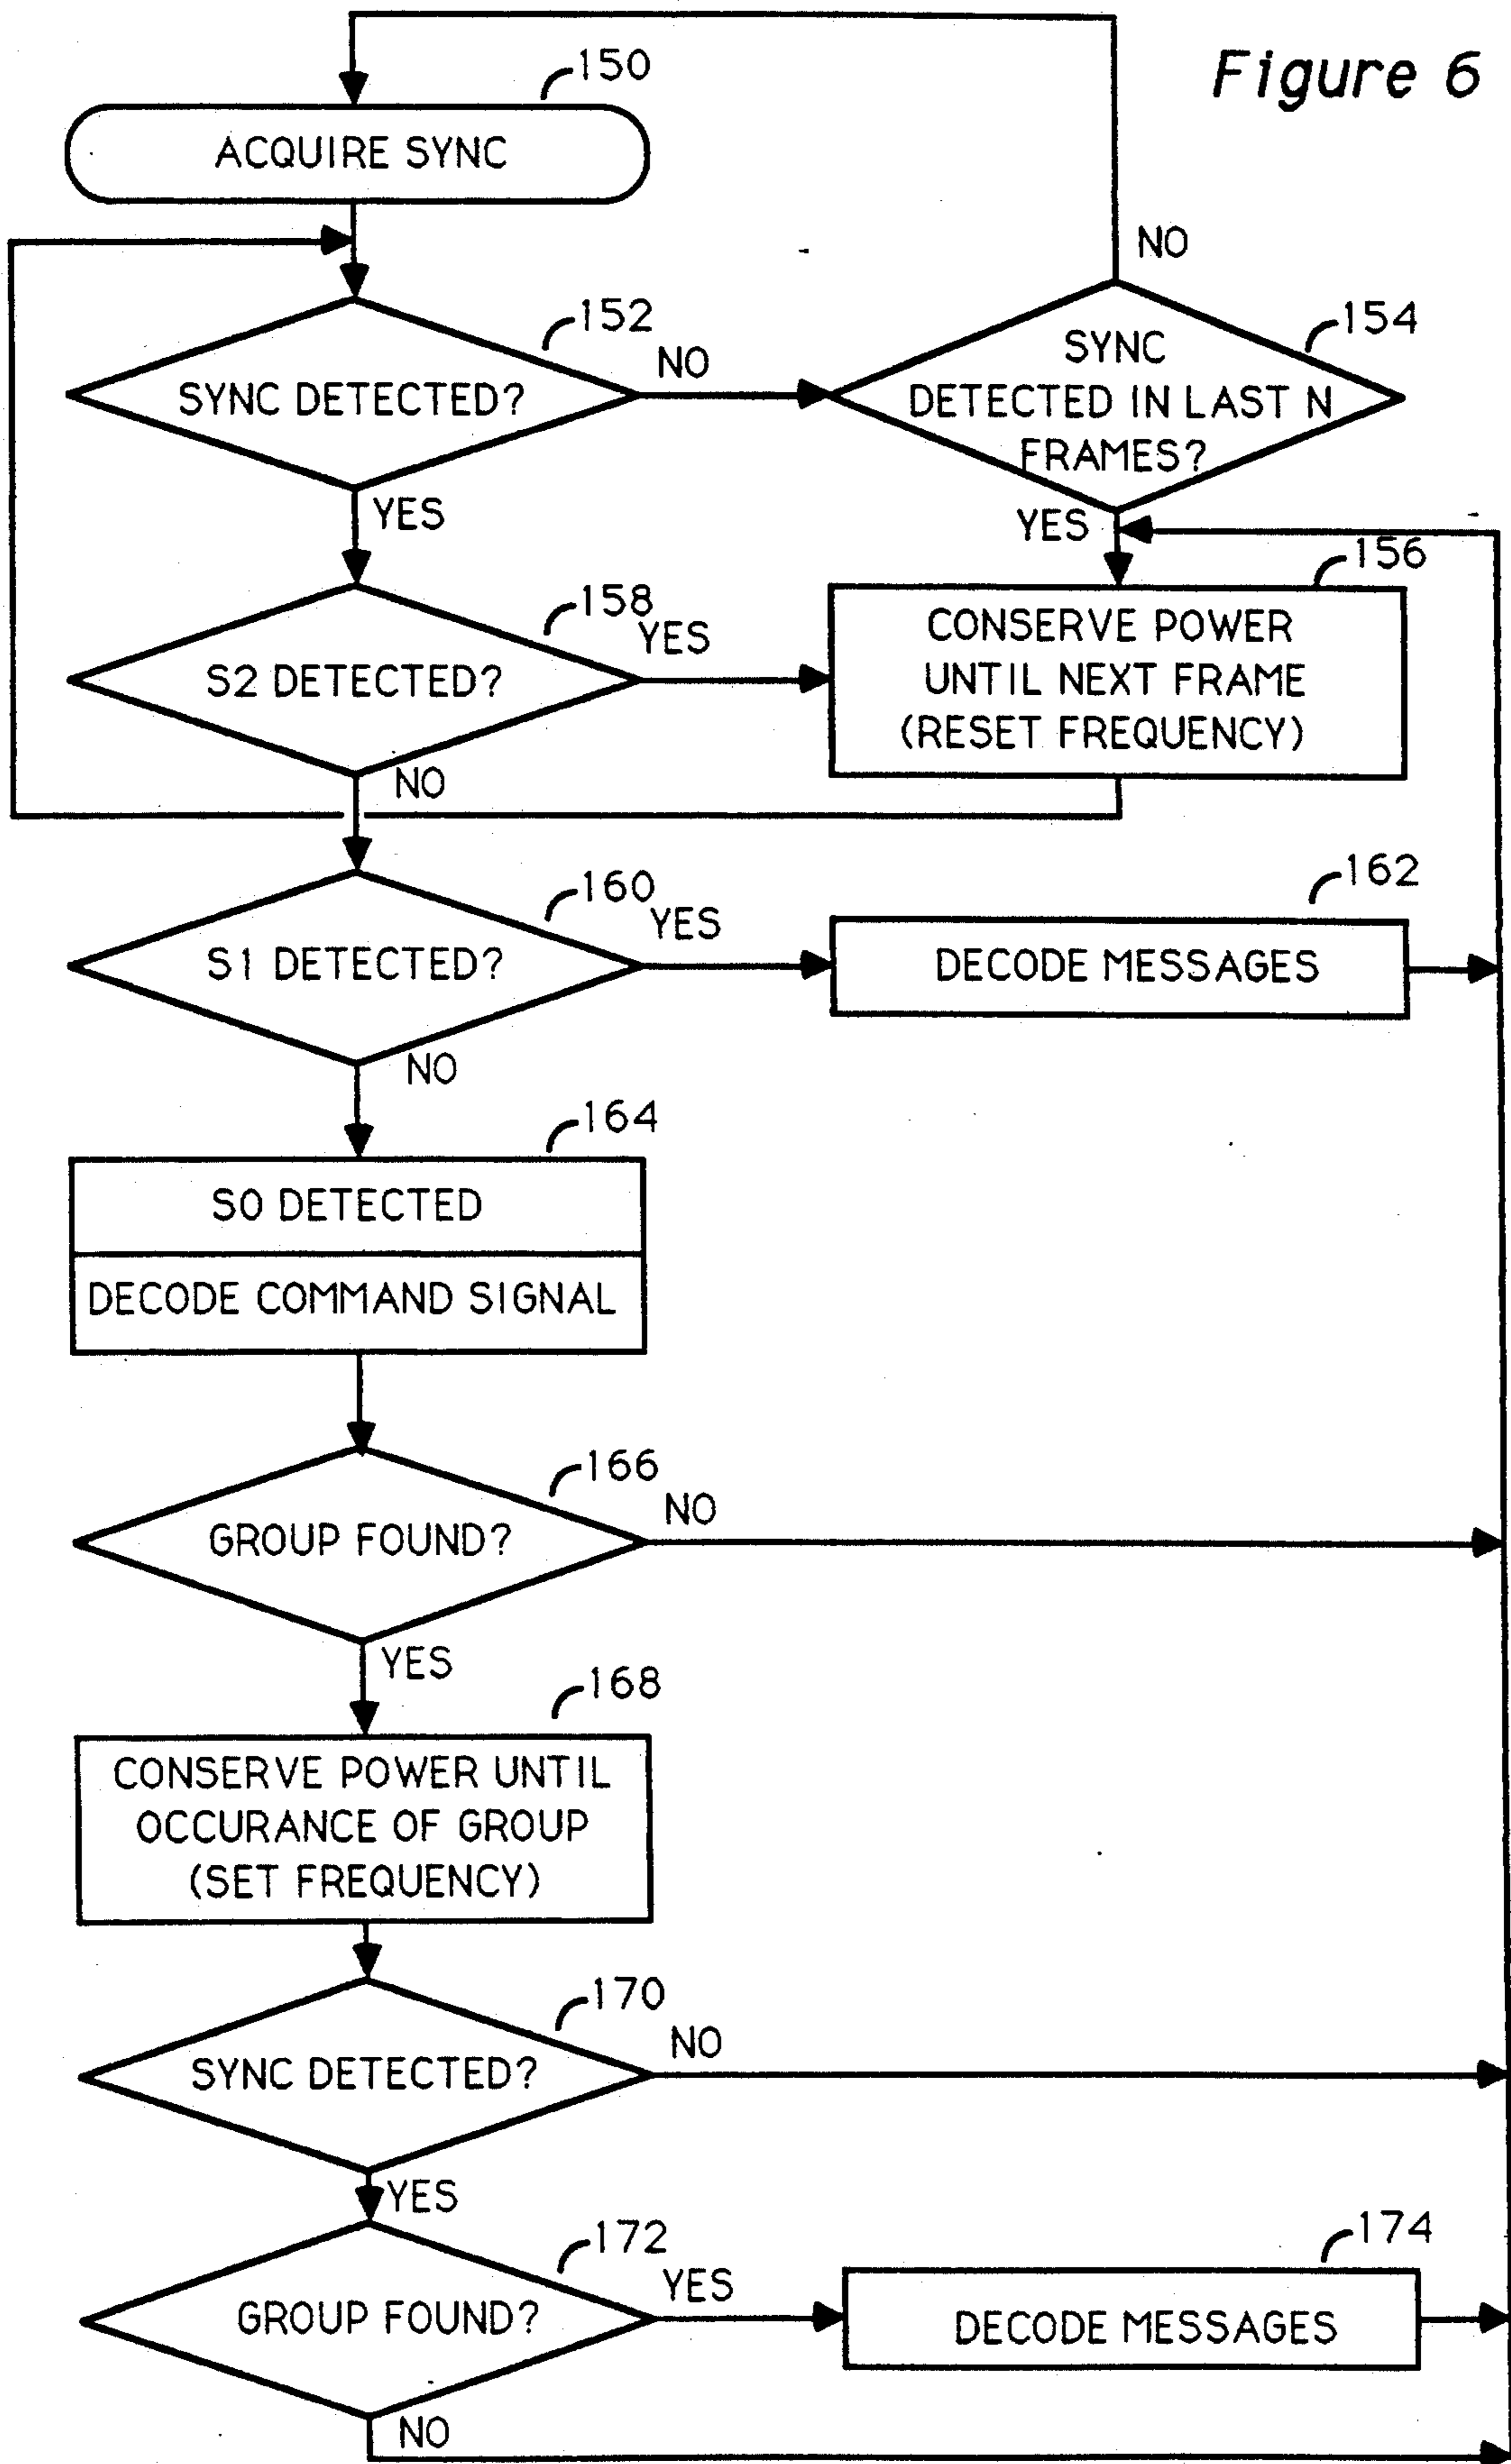 Figure 6
150
ACQUIRE SYNC
NO
152
154
SYNC DETECTED?
NO
SYNC
DETECTED IN LAST N
FRAMES?
YES
YES
156
158
S2 DETECTED?
YES
CONSERVE POWER
UNTIL NEXT FRAME
(RESET FREQUENCY)
NO
160
S1 DETECTED?
YES
162
DECODE MESSAGES
NO
164
S0 DETECTED
DECODE COMMAND SIGNAL
166
GROUP FOUND?
NO
YES
168
CONSERVE POWER UNTIL
OCCURANCE OF GROUP
(SET FREQUENCY)
170
SYNC DETECTED?
NO
YES
172
GROUP FOUND?
YES
174
DECODE MESSAGES
NO